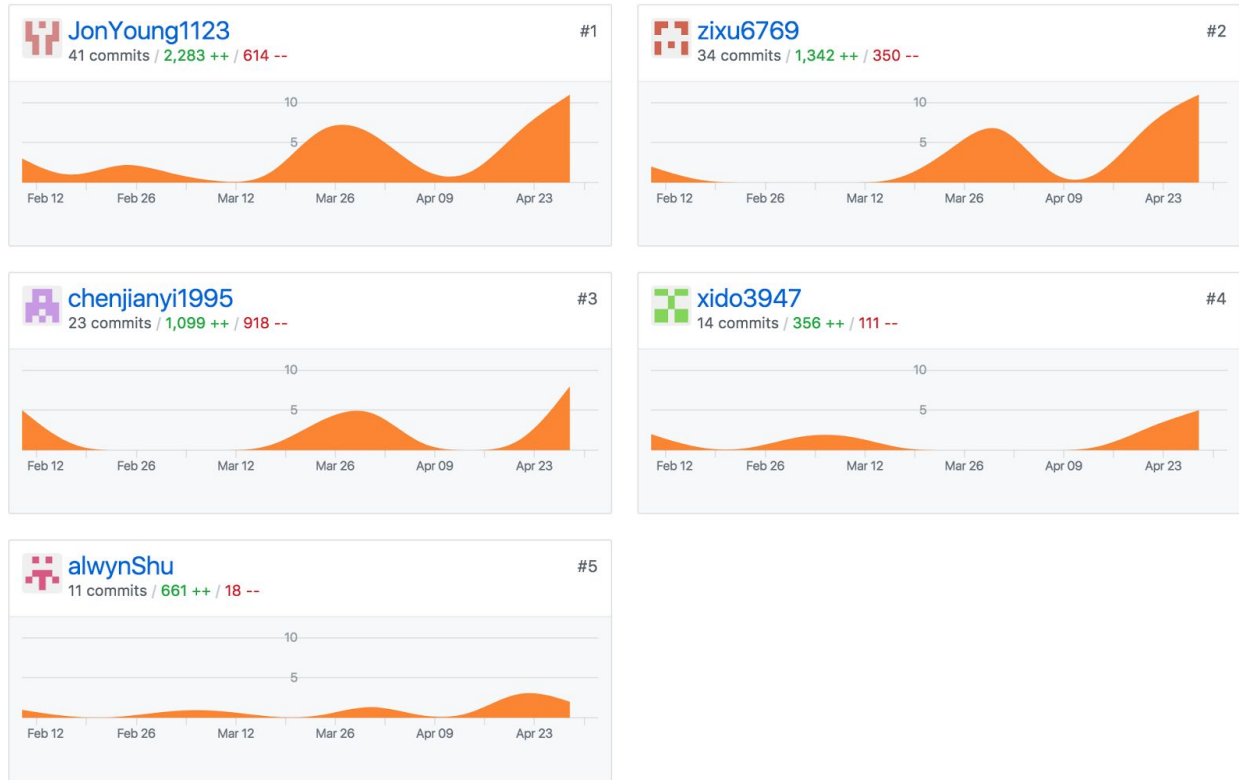 JonYoung1123 #1
41 commits / 2,283 ++ / 614 --
10
5
Feb 12 Feb 26 Mar 12 Mar 26 Apr 09 Apr 23
zixu6769 #2
34 commits / 1,342 ++ / 350 --
10
5
Feb 12 Feb 26 Mar 12 Mar 26 Apr 09 Apr 23
chenjianyi1995 #3
23 commits / 1,099 ++ / 918 --
10
5
Feb 12 Feb 26 Mar 12 Mar 26 Apr 09 Apr 23
xido3947 #4
14 commits / 356 ++ / 111 --
10
5
Feb 12 Feb 26 Mar 12 Mar 26 Apr 09 Apr 23
alwynShu #5
11 commits / 661 ++ / 18 --
10
5
Feb 12 Feb 26 Mar 12 Mar 26 Apr 09 Apr 23